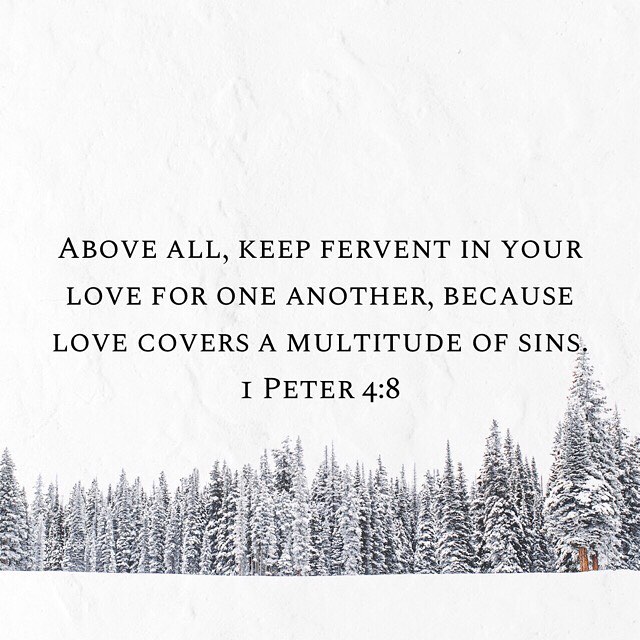 Above all, keep fervent in your
love for one another, because
love covers a multitude of sins.
1 Peter 4:8